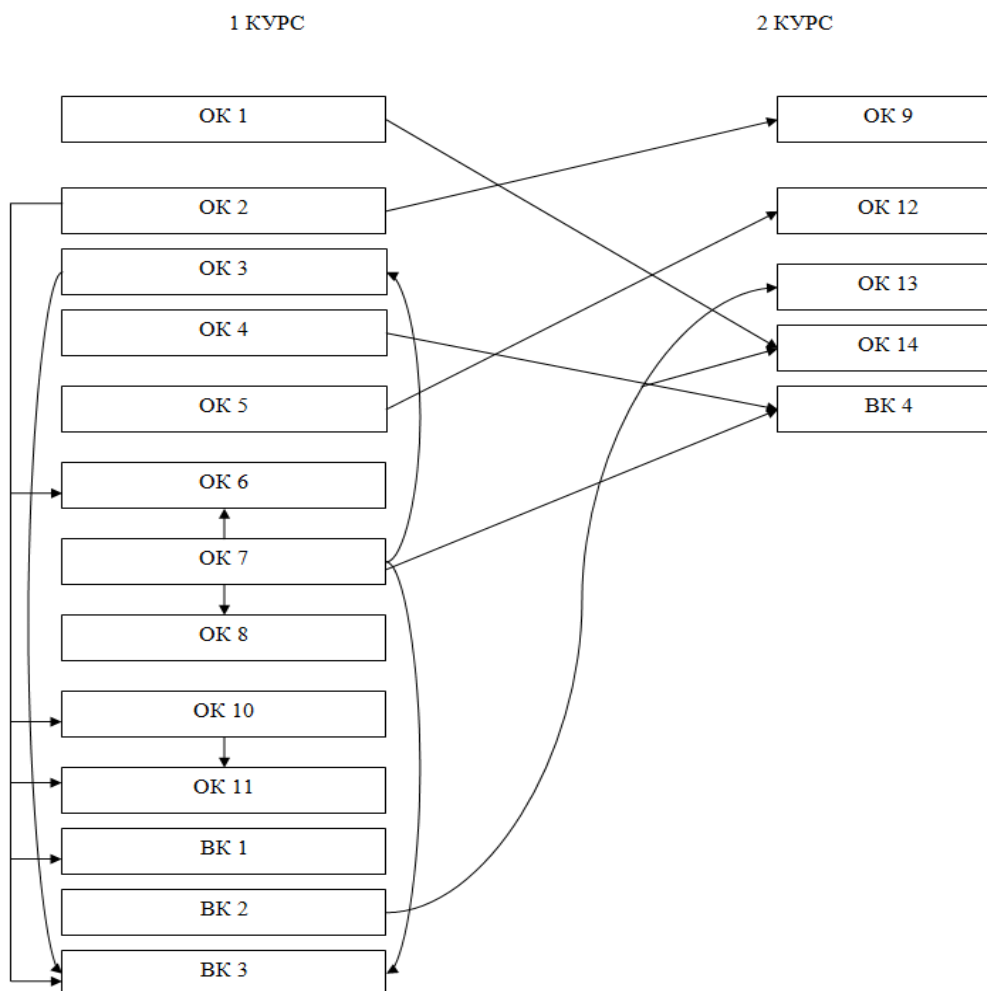 1 КУРС
2 КУРС
ОК 1
ОК 9
ОК 2
ОК 12
ОК 3
ОК 13
ОК 4
ОК 14
ОК 5
ВК 4
ОК 6
ОК 7
ОК 8
ОК 10
ОК 11
ВК 1
ВК 2
ВК 3